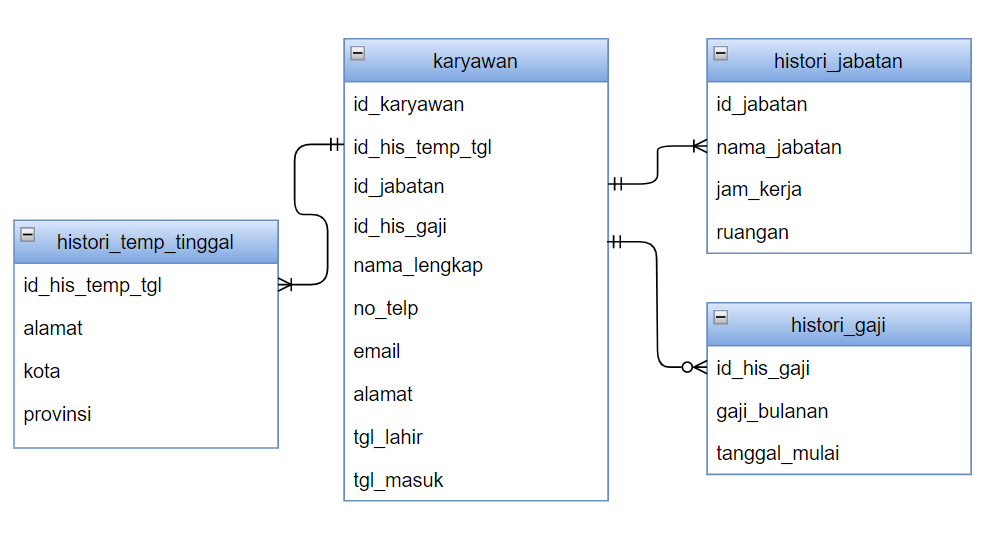 karyawan
id_karyawan
id_his_temp_tgl
id_jabatan
id_his_gaji
nama_lengkap
no_telp
email
alamat
tgl_lahir
tgl_masuk
histori_jabatan
id_jabatan
nama_jabatan
jam_kerja
ruangan
histori_temp_tinggal
id_his_temp_tgl
alamat
kota
provinsi
histori_gaji
id_his_gaji
gaji_bulanan
tanggal_mulai